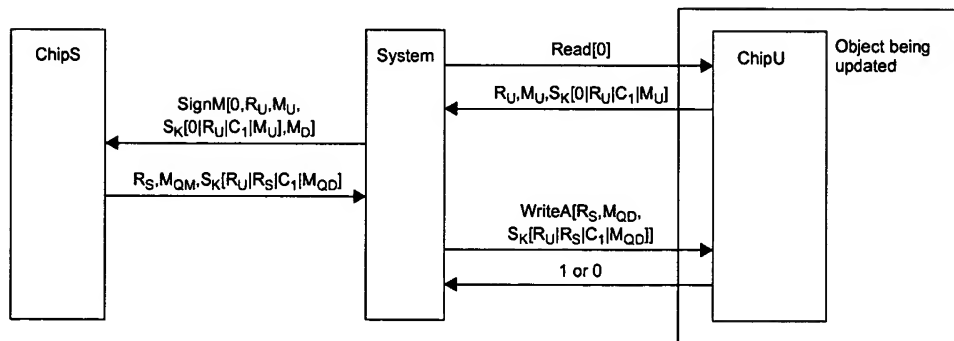 ChipS
System
ChipU
Object being
updated
Read[0]
R_U,M_U,S_K[0|R_U|C_1|M_U]
SignM[0,R_U,M_U,
S_K[0|R_U|C_1|M_U],M_D]
R_S,M_QM,S_K[R_U|R_S|C_1|M_QD]
WriteA[R_S,M_QD,
S_K[R_U|R_S|C_1|M_QD]]
1 or 0